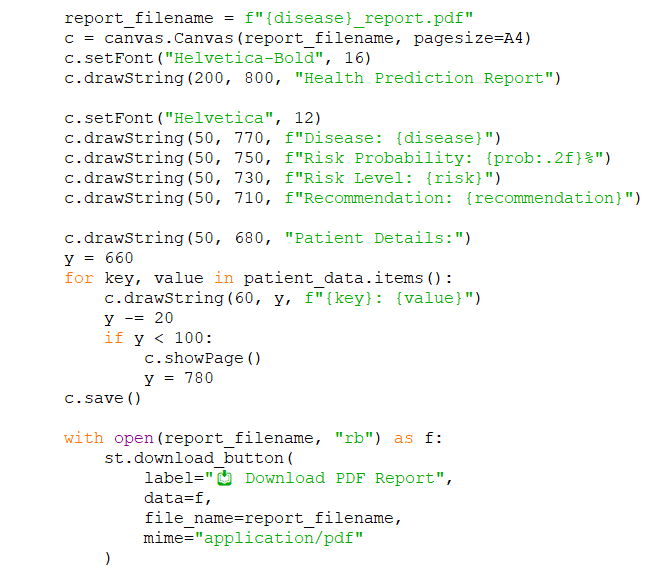 report_filename = f"{disease}_report.pdf"
c = canvas.Canvas(report_filename, pagesize=A4)
c.setFont("Helvetica-Bold", 16)
c.drawString(200, 800, "Health Prediction Report")

c.setFont("Helvetica", 12)
c.drawString(50, 770, f"Disease: {disease}")
c.drawString(50, 750, f"Risk Probability: {prob:.2f}%")
c.drawString(50, 730, f"Risk Level: {risk}")
c.drawString(50, 710, f"Recommendation: {recommendation}")

c.drawString(50, 680, "Patient Details:")
y = 660
for key, value in patient_data.items():
    c.drawString(60, y, f"{key}: {value}")
    y -= 20
    if y < 100:
        c.showPage()
        y = 780
c.save()

with open(report_filename, "rb") as f:
    st.download_button(
        label="📥 Download PDF Report",
        data=f,
        file_name=report_filename,
        mime="application/pdf"
    )